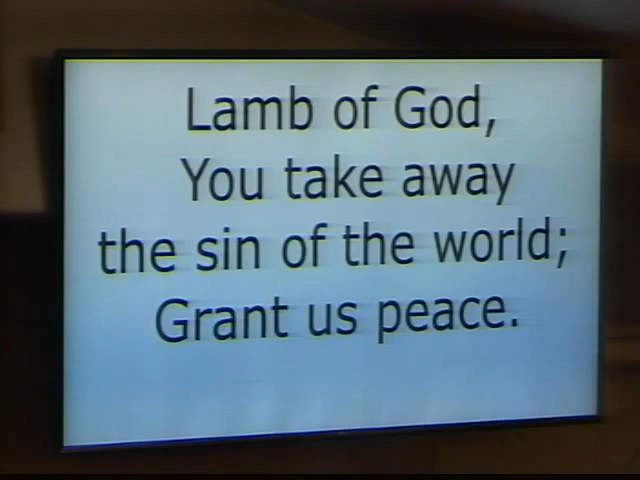 Lamb of God,
You take away
the sin of the world;
Grant us peace.